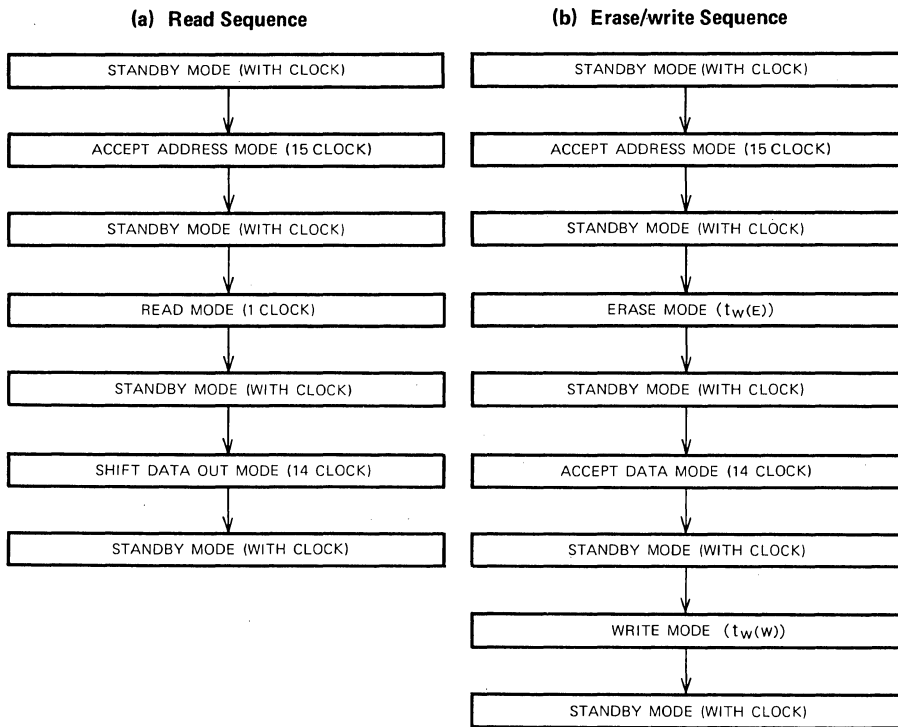 (a) Read Sequence
STANDBY MODE (WITH CLOCK)
ACCEPT ADDRESS MODE (15 CLOCK)
STANDBY MODE (WITH CLOCK)
READ MODE (1 CLOCK)
STANDBY MODE (WITH CLOCK)
SHIFT DATA OUT MODE (14 CLOCK)
STANDBY MODE (WITH CLOCK)
(b) Erase/write Sequence
STANDBY MODE (WITH CLOCK)
ACCEPT ADDRESS MODE (15 CLOCK)
STANDBY MODE (WITH CLOCK)
ERASE MODE (tw(E))
STANDBY MODE (WITH CLOCK)
ACCEPT DATA MODE (14 CLOCK)
STANDBY MODE (WITH CLOCK)
WRITE MODE (tw(W))
STANDBY MODE (WITH CLOCK)